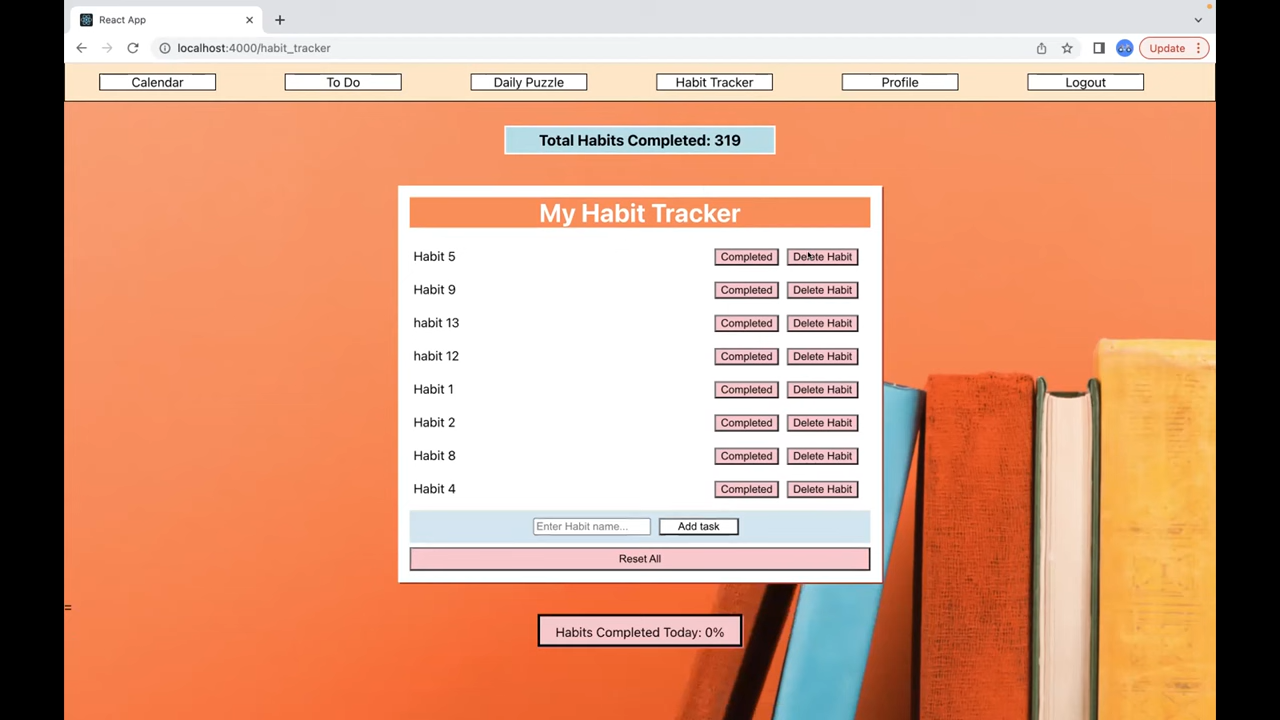 React App
localhost:4000/habit_tracker
Update
Calendar To Do Daily Puzzle Habit Tracker Profile Logout
Total Habits Completed: 319
My Habit Tracker
Habit 5 Completed Delete Habit
Habit 9 Completed Delete Habit
habit 13 Completed Delete Habit
habit 12 Completed Delete Habit
Habit 1 Completed Delete Habit
Habit 2 Completed Delete Habit
Habit 8 Completed Delete Habit
Habit 4 Completed Delete Habit
Enter Habit name... Add task
Reset All
=
Habits Completed Today: 0%